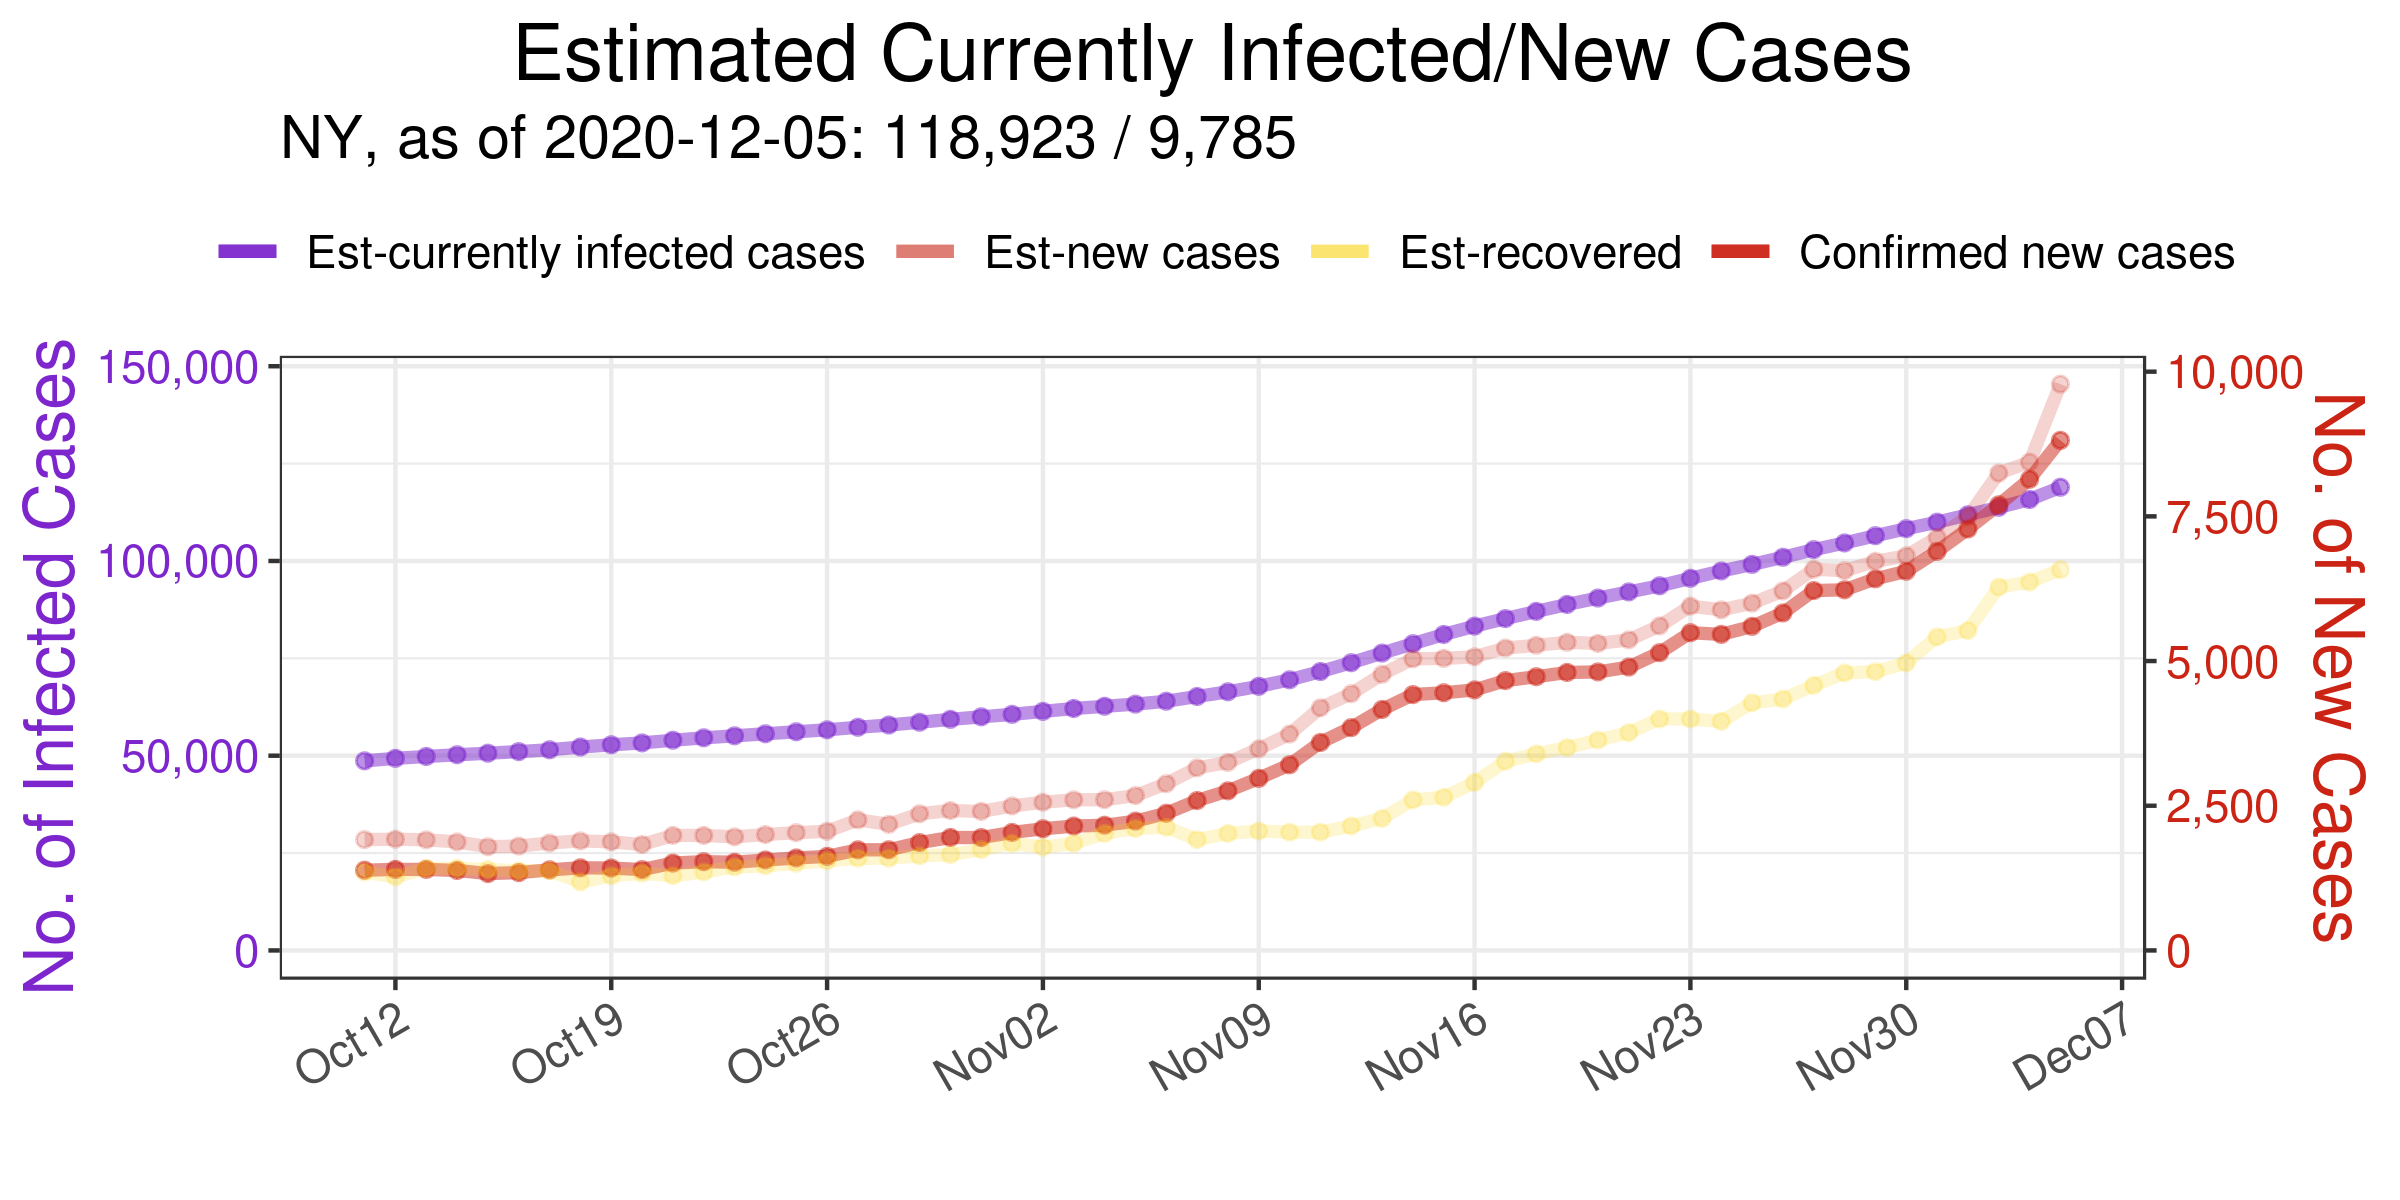 Estimated Currently Infected/New Cases
NY, as of 2020-12-05: 118,923 / 9,785
Est-currently infected cases Est-new cases Est-recovered Confirmed new cases
No. of Infected Cases
150,000
100,000
50,000
0
10,000
7,500
5,000
2,500
0
No. of New Cases
Oct12 Oct19 Oct26 Nov02 Nov09 Nov16 Nov23 Nov30 Dec07